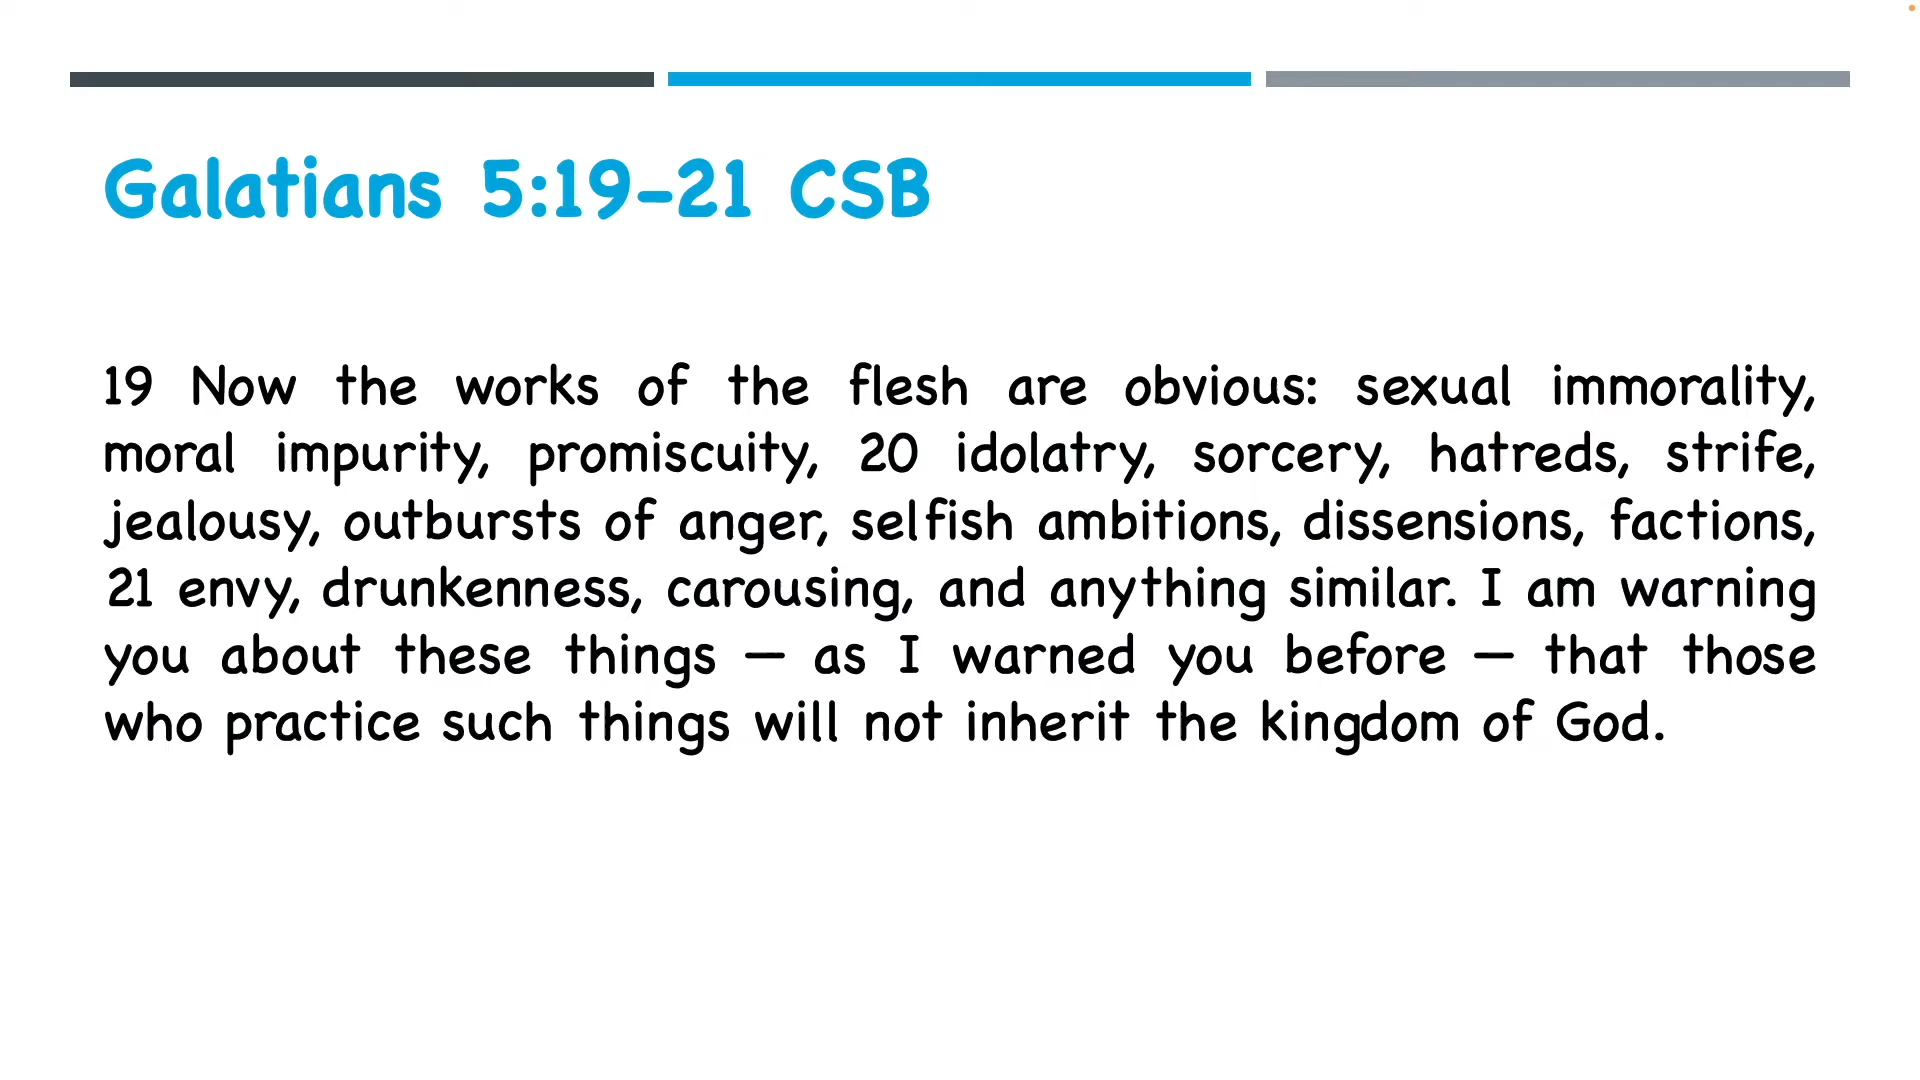 Galatians 5:19-21 CSB
19 Now the works of the flesh are obvious: sexual immorality,
moral impurity, promiscuity, 20 idolatry, sorcery, hatreds, strife,
jealousy, outbursts of anger, selfish ambitions, dissensions, factions,
21 envy, drunkenness, carousing, and anything similar. I am warning
you about these things — as I warned you before — that those
who practice such things will not inherit the kingdom of God.